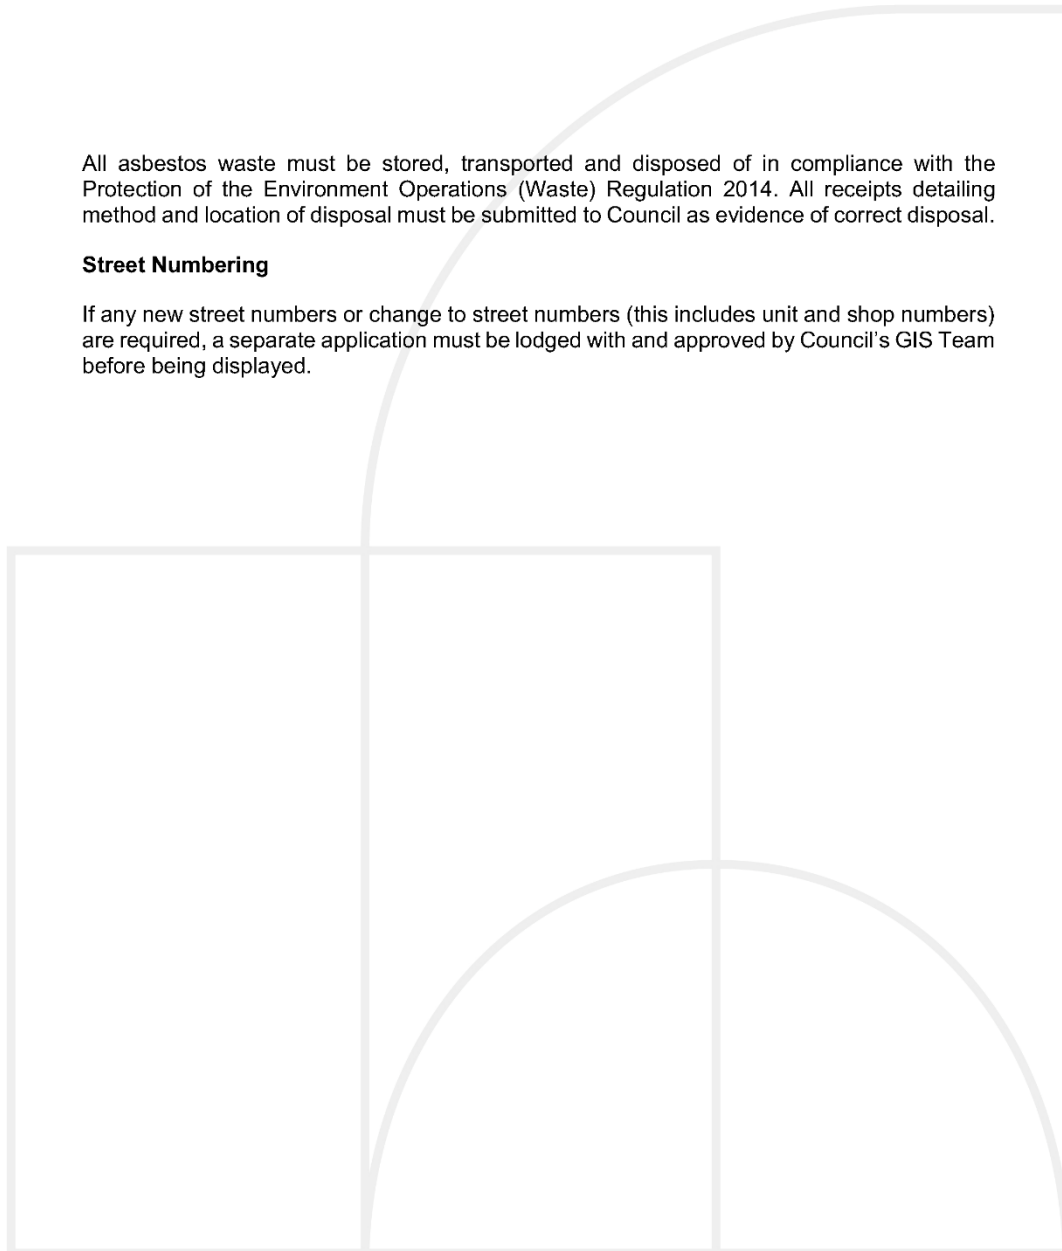 All asbestos waste must be stored, transported and disposed of in compliance with the
Protection of the Environment Operations (Waste) Regulation 2014. All receipts detailing
method and location of disposal must be submitted to Council as evidence of correct disposal.
Street Numbering
If any new street numbers or change to street numbers (this includes unit and shop numbers)
are required, a separate application must be lodged with and approved by Council’s GIS Team
before being displayed.